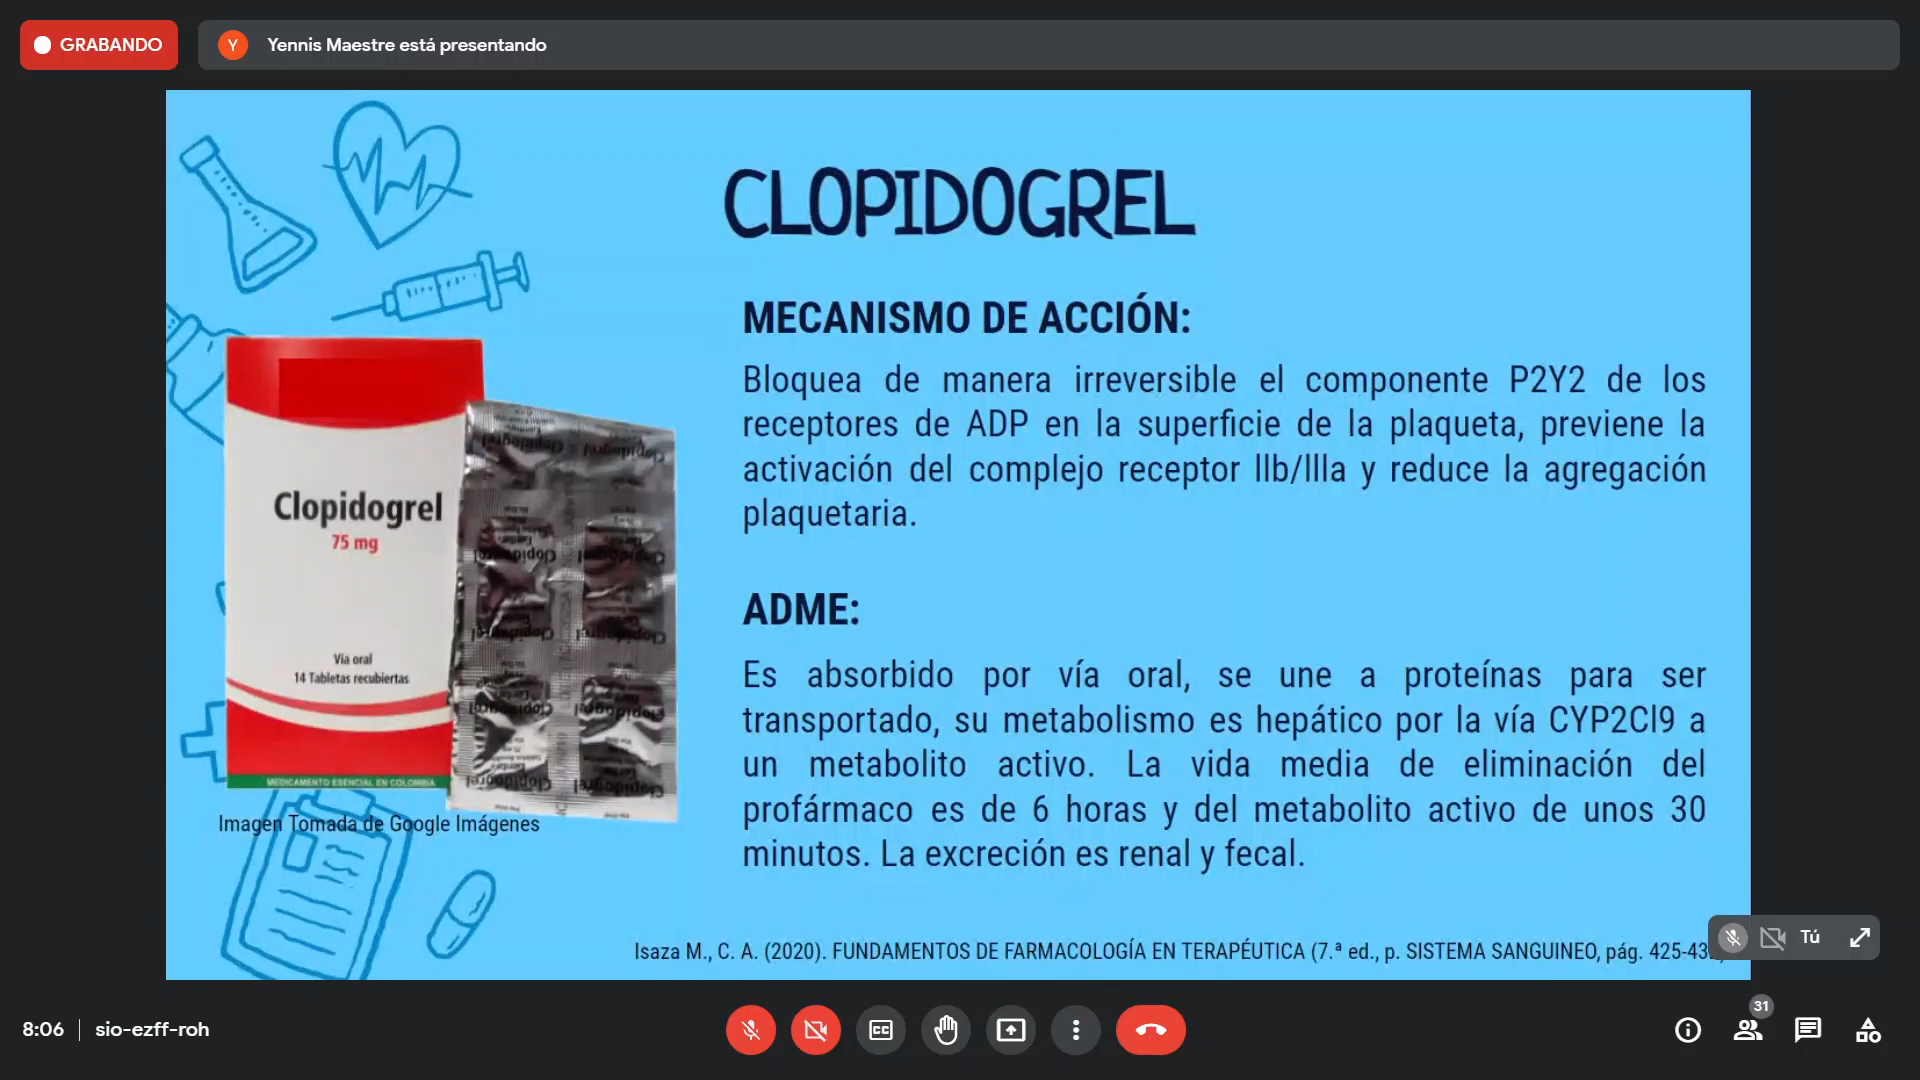 GRABANDO
Y Yennis Maestre está presentando
CLOPIDOGREL
MECANISMO DE ACCIÓN:
Bloquea de manera irreversible el componente P2Y2 de los
receptores de ADP en la superficie de la plaqueta, previene la
activación del complejo receptor llb/llla y reduce la agregación
plaquetaria.
ADME:
Es absorbido por vía oral, se une a proteínas para ser
transportado, su metabolismo es hepático por la vía CYP2Cl9 a
un metabolito activo. La vida media de eliminación del
profármaco es de 6 horas y del metabolito activo de unos 30
minutos. La excreción es renal y fecal.
Clopidogrel
75 mg
Vía oral
14 Tabletas recubiertas
MEDICAMENTO ESENCIAL EN COLOMBIA
Clopidogrel
Imagen Tomada de Google Imágenes
Isaza M., C. A. (2020). FUNDAMENTOS DE FARMACOLOGÍA EN TERAPÉUTICA (7.ª ed., p. SISTEMA SANGUINEO, pág.
Tú
8:06 | sio-ezff-roh
CC
31